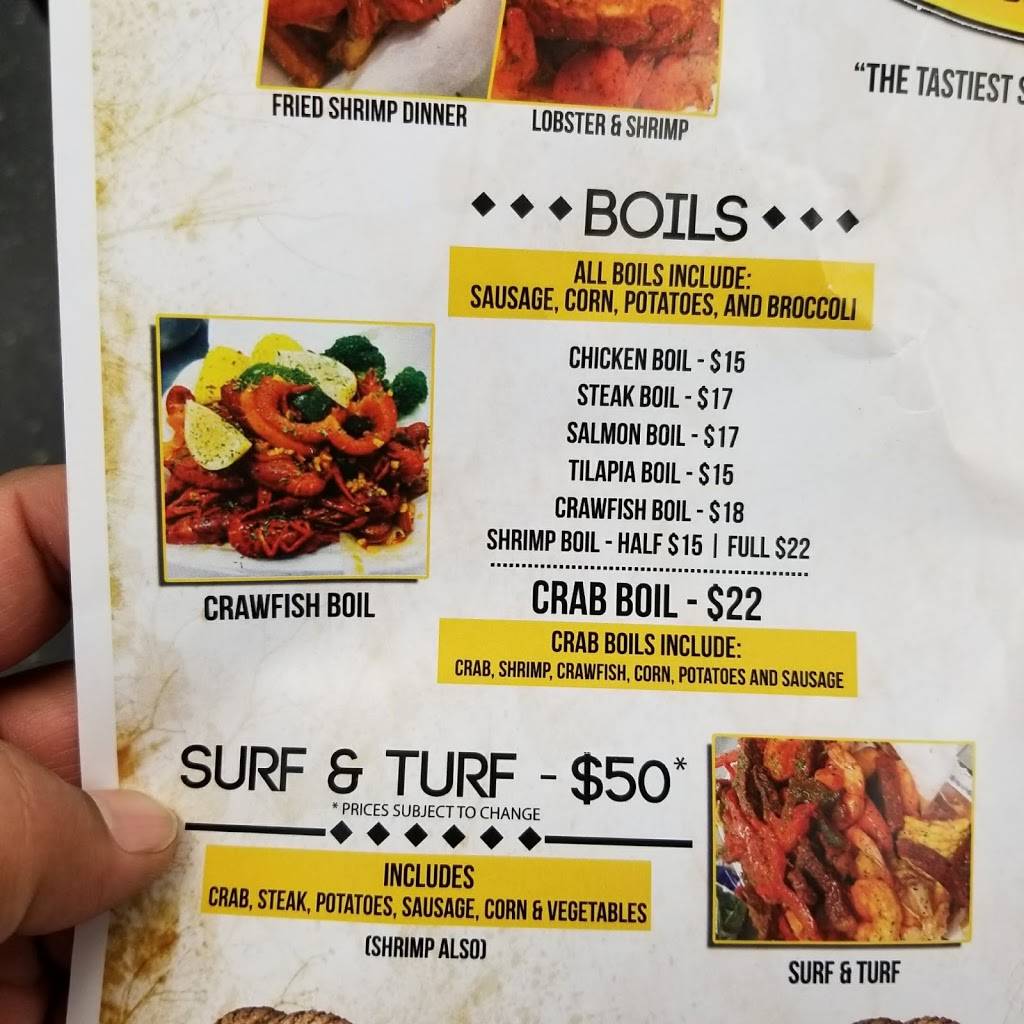 FRIED SHRIMP DINNER
LOBSTER & SHRIMP
“THE TASTIEST
BOILS
ALL BOILS INCLUDE:
SAUSAGE, CORN, POTATOES, AND BROCCOLI
CHICKEN BOIL - $15
STEAK BOIL - $17
SALMON BOIL - $17
TILAPIA BOIL - $15
CRAWFISH BOIL - $18
SHRIMP BOIL - HALF $15 | FULL $22
CRAWFISH BOIL
CRAB BOIL - $22
CRAB BOILS INCLUDE:
CRAB, SHRIMP, CRAWFISH, CORN, POTATOES AND SAUSAGE
SURF & TURF - $50*
* PRICES SUBJECT TO CHANGE
INCLUDES
CRAB, STEAK, POTATOES, SAUSAGE, CORN & VEGETABLES
(SHRIMP ALSO)
SURF & TURF